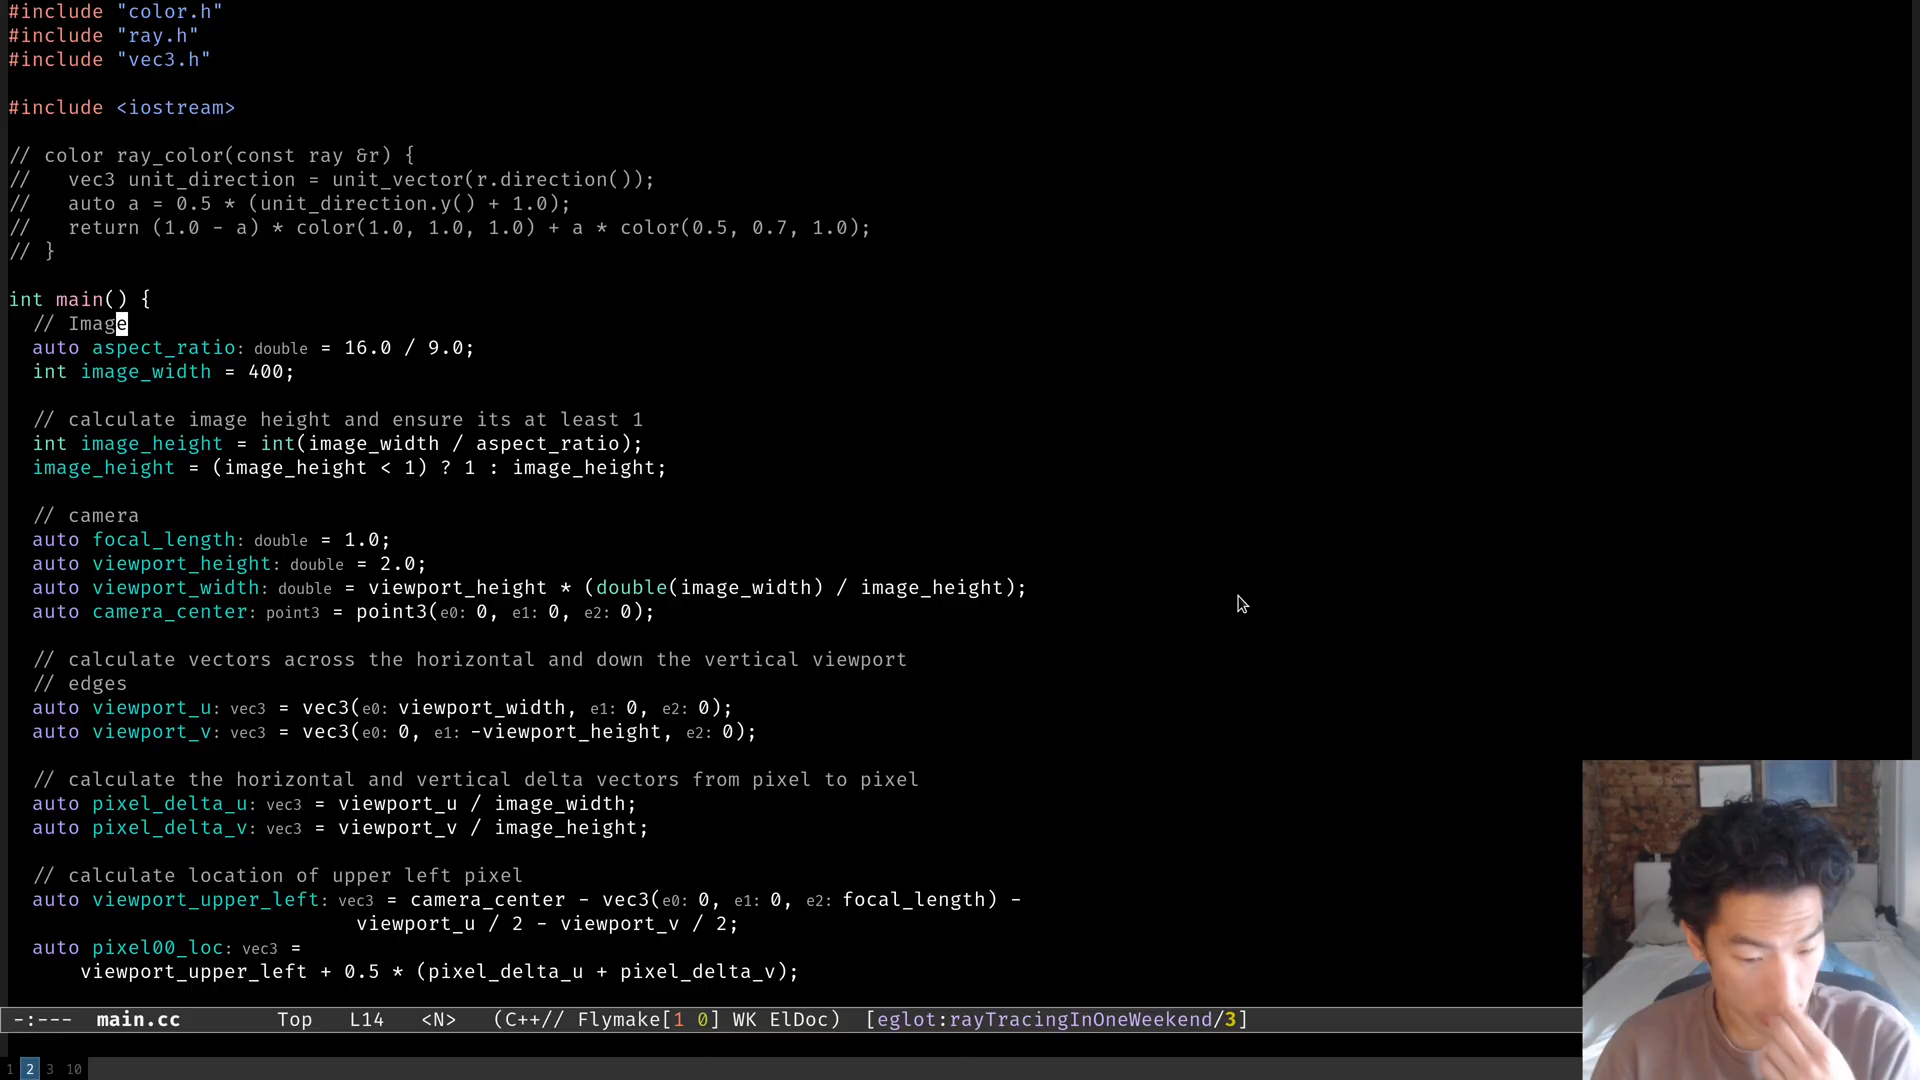 #include "color.h"
#include "ray.h"
#include "vec3.h"
#include <iostream>
// color ray_color(const ray &r) {
//   vec3 unit_direction = unit_vector(r.direction());
//   auto a = 0.5 * (unit_direction.y() + 1.0);
//   return (1.0 - a) * color(1.0, 1.0, 1.0) + a * color(0.5, 0.7, 1.0);
// }
int main() {
  // Image
  auto aspect_ratio: double = 16.0 / 9.0;
  int image_width = 400;
  // calculate image height and ensure its at least 1
  int image_height = int(image_width / aspect_ratio);
  image_height = (image_height < 1) ? 1 : image_height;
  // camera
  auto focal_length: double = 1.0;
  auto viewport_height: double = 2.0;
  auto viewport_width: double = viewport_height * (double(image_width) / image_height);
  auto camera_center: point3 = point3(e0: 0, e1: 0, e2: 0);
  // calculate vectors across the horizontal and down the vertical viewport
  // edges
  auto viewport_u: vec3 = vec3(e0: viewport_width, e1: 0, e2: 0);
  auto viewport_v: vec3 = vec3(e0: 0, e1: -viewport_height, e2: 0);
  // calculate the horizontal and vertical delta vectors from pixel to pixel
  auto pixel_delta_u: vec3 = viewport_u / image_width;
  auto pixel_delta_v: vec3 = viewport_v / image_height;
  // calculate location of upper left pixel
  auto viewport_upper_left: vec3 = camera_center - vec3(e0: 0, e1: 0, e2: focal_length) -
                             viewport_u / 2 - viewport_v / 2;
  auto pixel00_loc: vec3 =
      viewport_upper_left + 0.5 * (pixel_delta_u + pixel_delta_v);
-:---  main.cc        Top   L14   <N>   (C++// Flymake[1 0] WK ElDoc)  [eglot:rayTracingInOneWeekend/3]
1 2 3 10